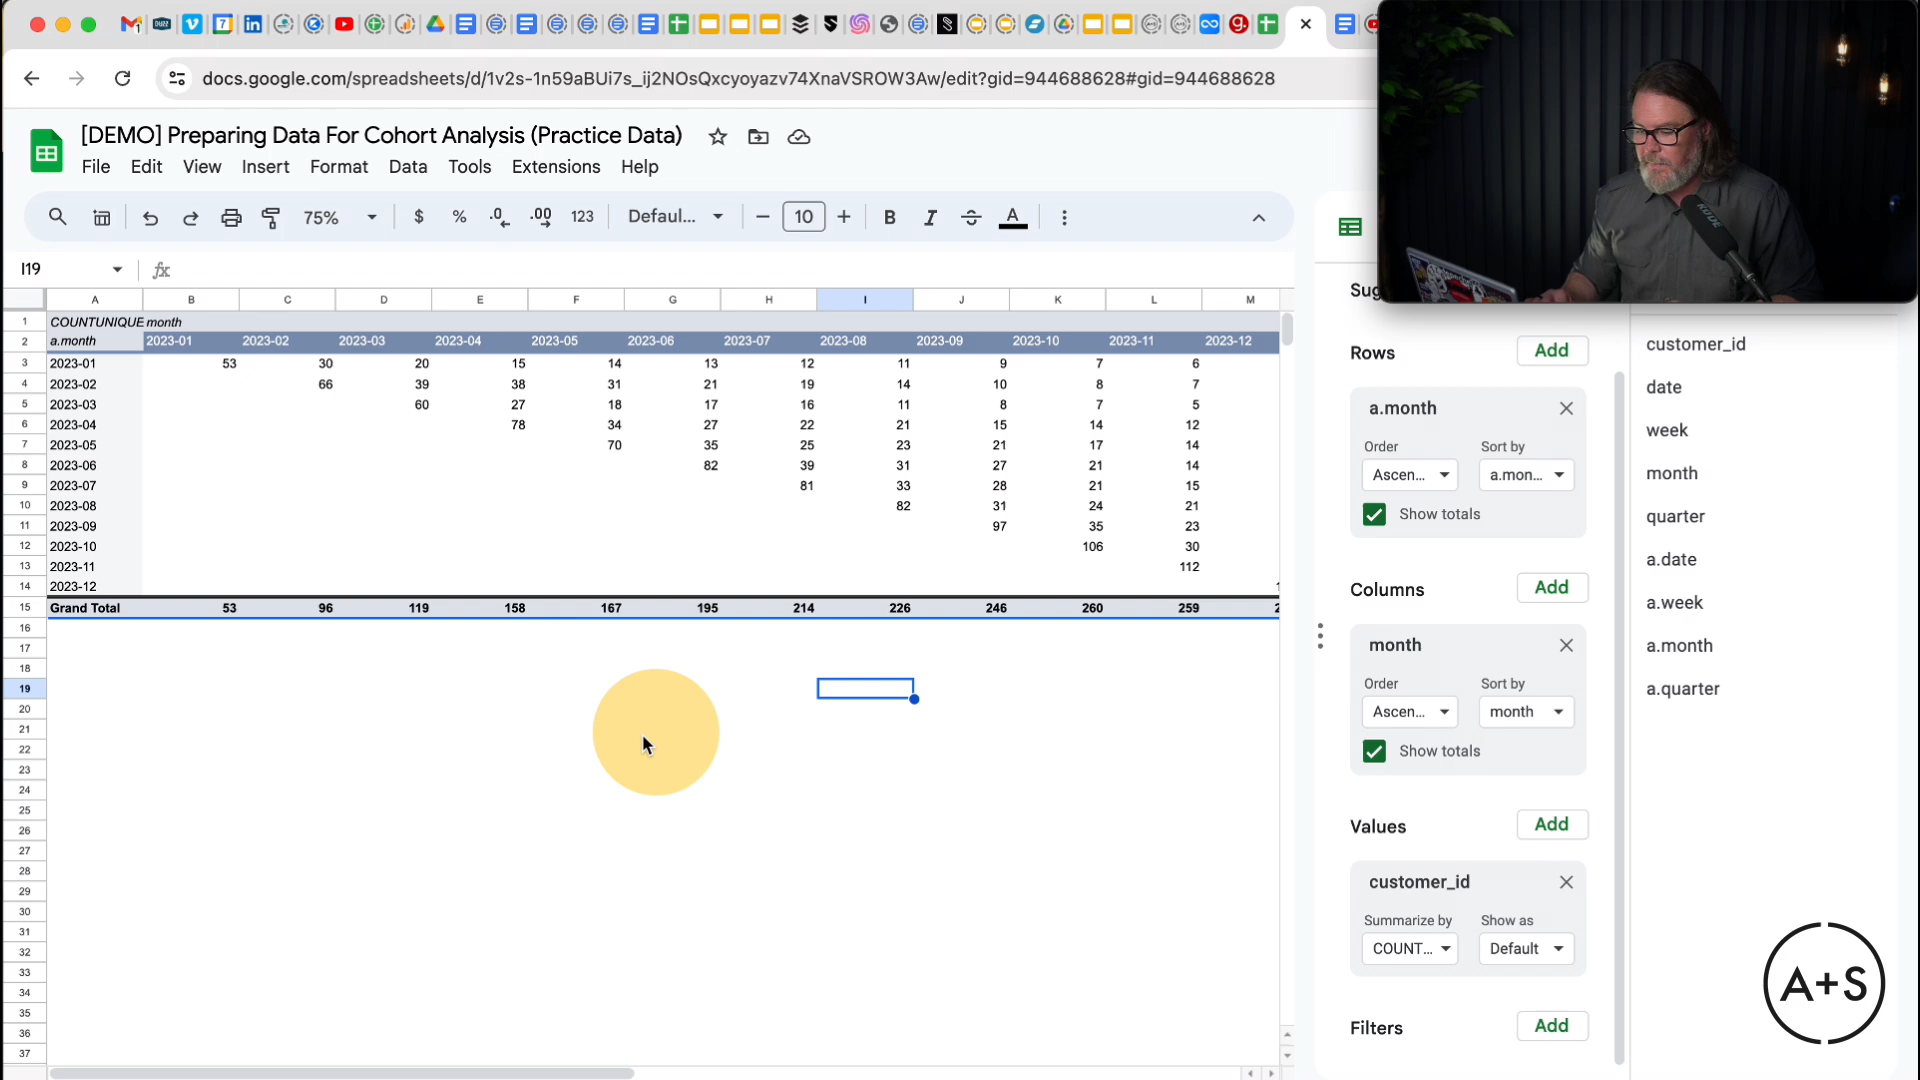 docs.google.com/spreadsheets/d/1v2s-1n59aBUi7s_ij2NOsQxcyoyazv74XnaVSROW3Aw/edit?gid=944688628#gid=944688628
[DEMO] Preparing Data For Cohort Analysis (Practice Data)
File Edit View Insert Format Data Tools Extensions Help
75% $ % .0 .00 123 Defaul... 10 B I S A
I19 fx
A B C D E F G H I J K L M
1 COUNTUNIQUE month
2 a.month 2023-01 2023-02 2023-03 2023-04 2023-05 2023-06 2023-07 2023-08 2023-09 2023-10 2023-11 2023-12
3 2023-01 53 30 20 15 14 13 12 11 9 7 6
4 2023-02 66 39 38 31 21 19 14 10 8 7
5 2023-03 60 27 18 17 16 11 8 7 5
6 2023-04 78 34 27 22 21 15 14 12
7 2023-05 70 35 25 23 21 17 14
8 2023-06 82 39 31 27 21 14
9 2023-07 81 33 28 21 15
10 2023-08 82 31 24 21
11 2023-09 97 35 23
12 2023-10 106 30
13 2023-11 112
14 2023-12
15 Grand Total 53 96 119 158 167 195 214 226 246 260 259
16
17
18
19
20
21
22
23
24
25
26
27
28
29
30
31
32
33
34
35
36
37
Sug
Rows Add
a.month
Order Sort by
Ascen... a.mon...
Show totals
Columns Add
month
Order Sort by
Ascen... month
Show totals
Values Add
customer_id
Summarize by Show as
COUNT... Default
Filters Add
customer_id
date
week
month
quarter
a.date
a.week
a.month
a.quarter
RODE
A+S